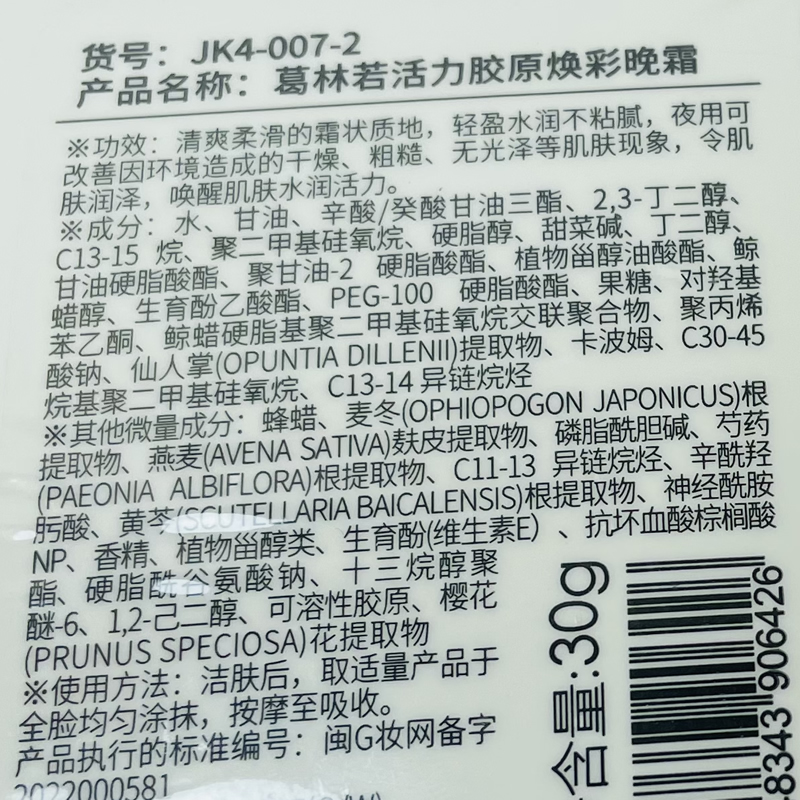 货号：JK4-007-2
产品名称：葛林若活力胶原焕彩晚霜
※功效：清爽柔滑的霜状质地，轻盈水润不粘腻，夜用可
改善因环境造成的干燥、粗糙、无光泽等肌肤现象，令肌
肤润泽，唤醒肌肤水润活力。
※成分：水、甘油、辛酸/癸酸甘油三酯、2,3-丁二醇、
C13-15 烷、聚二甲基硅氧烷、硬脂醇、甜菜碱、丁二醇、
甘油硬脂酸酯、聚甘油-2 硬脂酸酯、植物甾醇油酸酯、鲸
蜡醇、生育酚乙酸酯、PEG-100 硬脂酸酯、果糖、对羟基
苯乙酮、鲸蜡硬脂基聚二甲基硅氧烷交联聚合物、聚丙烯
酸钠、仙人掌(OPUNTIA DILLENII)提取物、卡波姆、C30-45
烷基聚二甲基硅氧烷、C13-14 异链烷烃
※其他微量成分：蜂蜡、麦冬(OPHIOPOGON JAPONICUS)根
提取物、燕麦(AVENA SATIVA)麸皮提取物、磷脂酰胆碱、芍药
(PAEONIA ALBIFLORA)根提取物、C11-13 异链烷烃、辛酰羟
肟酸、黄芩(SCUTELLARIA BAICALENSIS)根提取物、神经酰胺
NP、香精、植物甾醇类、生育酚(维生素E）、抗坏血酸棕榈酸
酯、硬脂酰谷氨酸钠、十三烷醇聚
醚-6、1,2-己二醇、可溶性胶原、樱花
(PRUNUS SPECIOSA)花提取物
※使用方法：洁肤后，取适量产品于
全脸均匀涂抹，按摩至吸收。
产品执行的标准编号：闽G妆网备字
2022000581
含量:30g
8343 906426